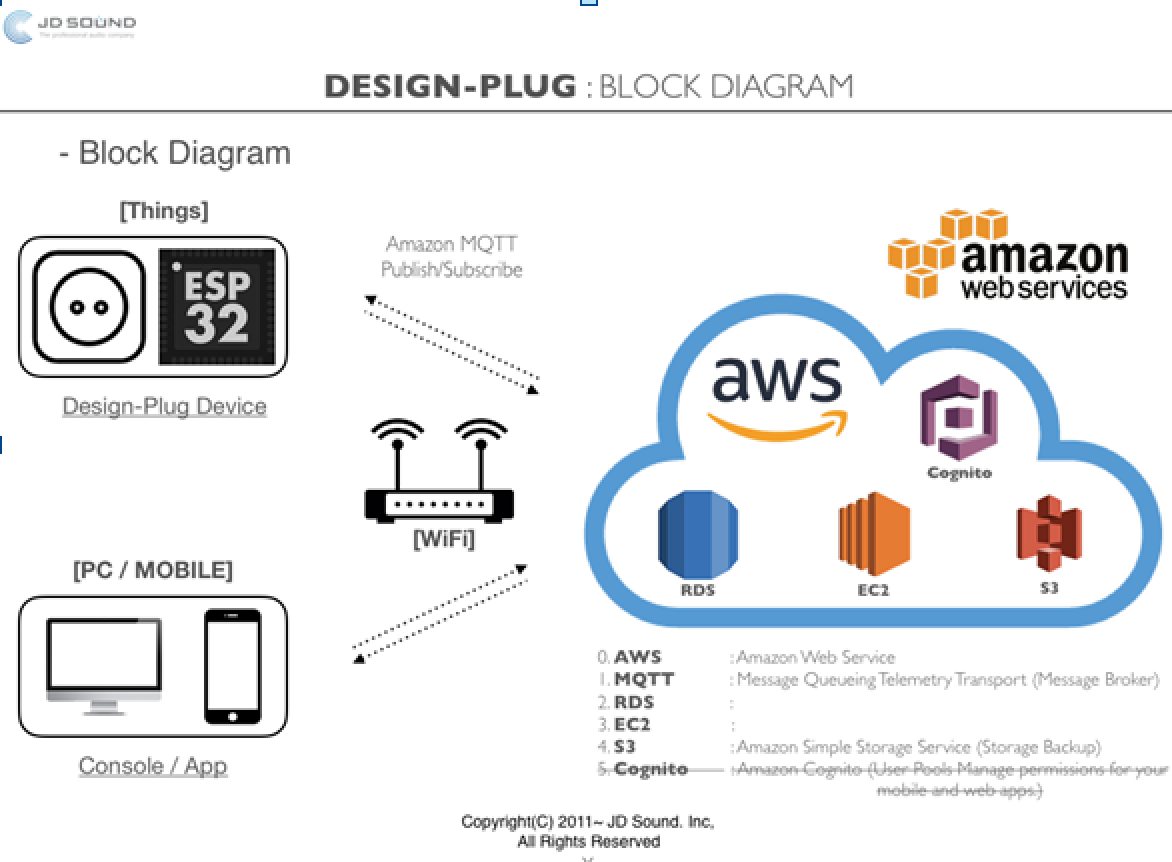 JD SOUND
The professional audio company
DESIGN-PLUG : BLOCK DIAGRAM
- Block Diagram
[Things]
ESP
32
Design-Plug Device
Amazon MQTT
Publish/Subscribe
[WiFi]
[PC / MOBILE]
Console / App
amazon
web services
aws
Cognito
RDS
EC2
S3
0. AWS : Amazon Web Service
1. MQTT : Message Queueing Telemetry Transport (Message Broker)
2. RDS :
3. EC2 :
4. S3 : Amazon Simple Storage Service (Storage Backup)
5. Cognito : Amazon Cognito (User Pools Manage permissions for your
mobile and web apps.)
Copyright(C) 2011~ JD Sound. Inc,
All Rights Reserved